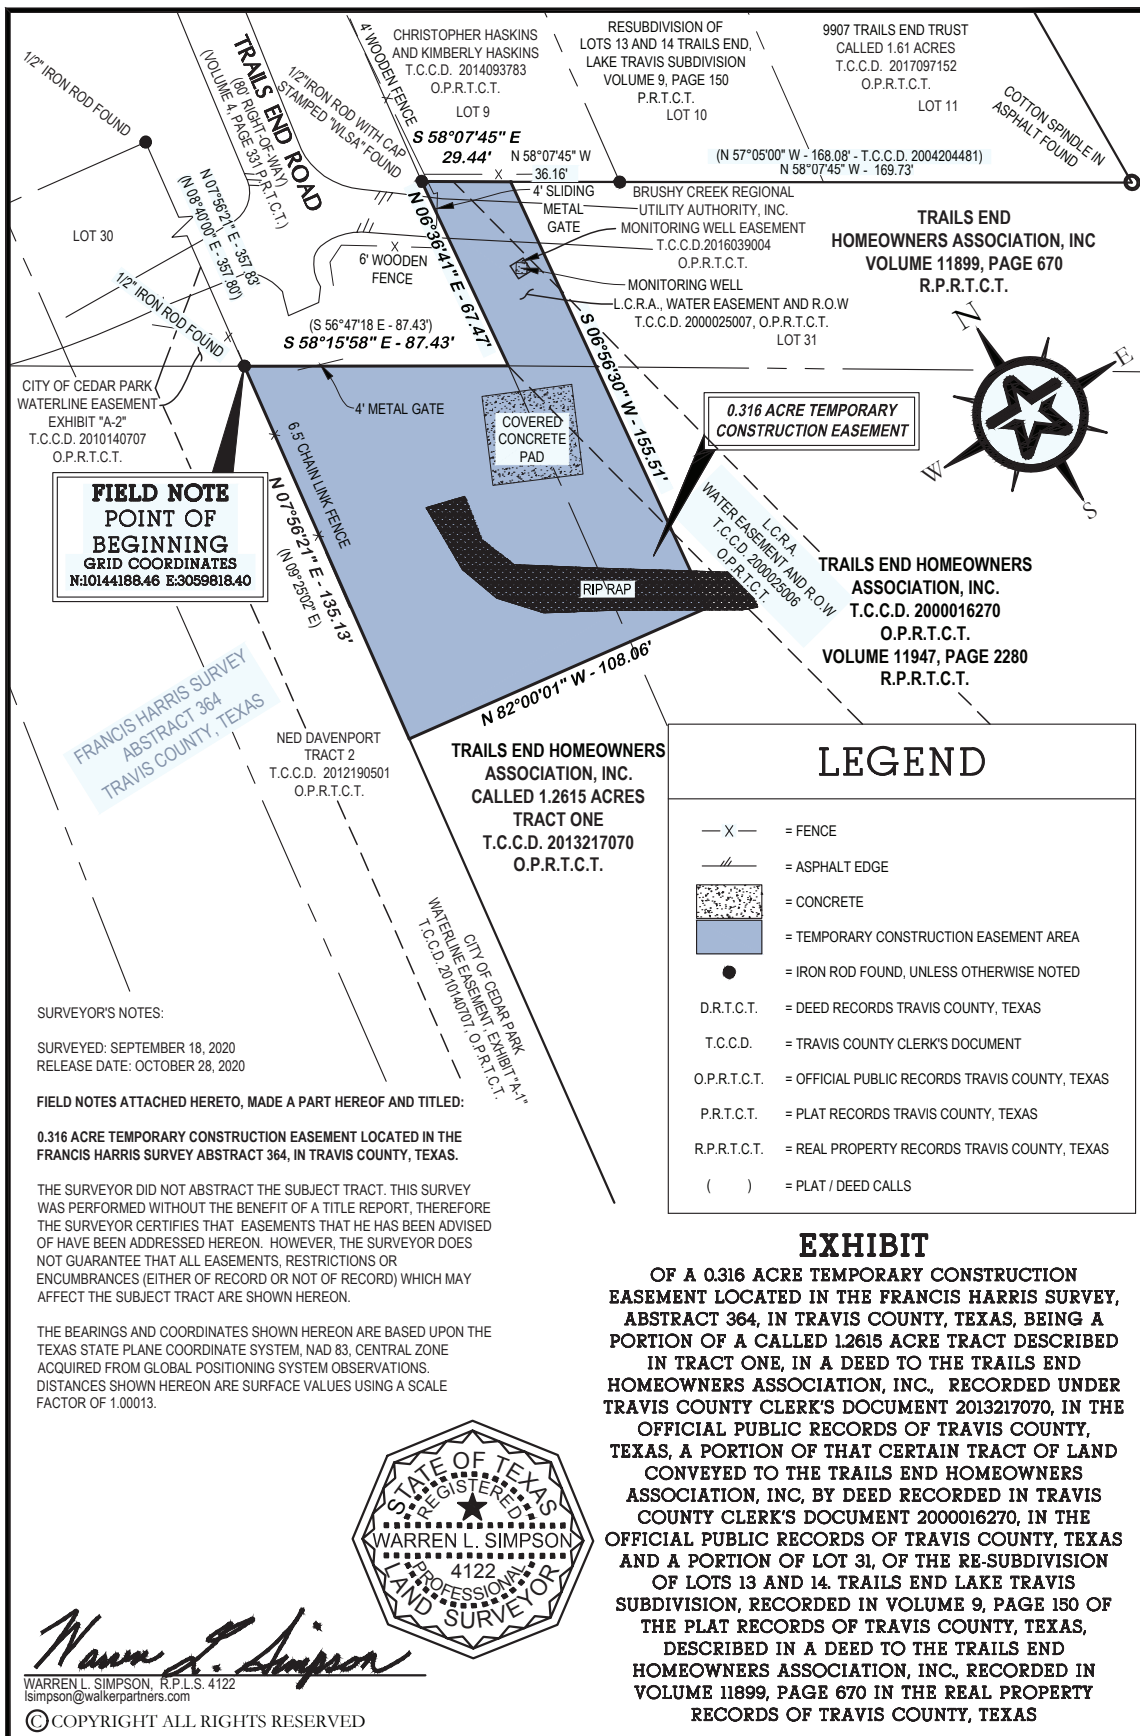 1/2" IRON ROD FOUND
TRAILS END ROAD
(80' RIGHT-OF-WAY)
(VOLUME 4, PAGE 331 P.R.T.C.T.)
1/2" IRON ROD WITH CAP
STAMPED "WLSA" FOUND
4' WOODEN FENCE
CHRISTOPHER HASKINS
AND KIMBERLY HASKINS
T.C.C.D. 2014093783
O.P.R.T.C.T.
LOT 9
RESUBDIVISION OF
LOTS 13 AND 14 TRAILS END,
LAKE TRAVIS SUBDIVISION
VOLUME 9, PAGE 150
P.R.T.C.T.
LOT 10
9907 TRAILS END TRUST
CALLED 1.61 ACRES
T.C.C.D. 2017097152
O.P.R.T.C.T.
LOT 11
COTTON SPINDLE IN
ASPHALT FOUND
S 58°07'45" E
29.44'
N 58°07'45" W
36.16'
(N 57°05'00" W - 168.08' - T.C.C.D. 2004204481)
N 58°07'45" W - 169.73'
4' SLIDING
METAL
GATE
BRUSHY CREEK REGIONAL
UTILITY AUTHORITY, INC.
MONITORING WELL EASEMENT
T.C.C.D.2016039004
O.P.R.T.C.T.
MONITORING WELL
L.C.R.A., WATER EASEMENT AND R.O.W
T.C.C.D. 2000025007, O.P.R.T.C.T.
LOT 31
TRAILS END
HOMEOWNERS ASSOCIATION, INC
VOLUME 11899, PAGE 670
R.P.R.T.C.T.
LOT 30
N 07°56'21" E - 357.83'
(N 08°40'00" E - 357.80')
1/2" IRON ROD FOUND
X
6' WOODEN
FENCE
N 06°36'41" E - 67.47'
(S 56°47'18 E - 87.43')
S 58°15'58" E - 87.43'
S 06°56'30" W - 155.51'
N
E
W
S
CITY OF CEDAR PARK
WATERLINE EASEMENT
EXHIBIT "A-2"
T.C.C.D. 2010140707
O.P.R.T.C.T.
4' METAL GATE
COVERED
CONCRETE
PAD
0.316 ACRE TEMPORARY
CONSTRUCTION EASEMENT
FIELD NOTE
POINT OF
BEGINNING
GRID COORDINATES
N:10144188.46 E:3059818.40
6.5' CHAIN LINK FENCE
N 07°56'21" E - 135.13'
(N 09°25'02" E)
L.C.R.A.
WATER EASEMENT AND R.O.W
T.C.C.D. 2000025006
O.P.R.T.C.T.
RIP RAP
TRAILS END HOMEOWNERS
ASSOCIATION, INC.
T.C.C.D. 2000016270
O.P.R.T.C.T.
VOLUME 11947, PAGE 2280
R.P.R.T.C.T.
N 82°00'01" W - 108.06'
FRANCIS HARRIS SURVEY
ABSTRACT 364
TRAVIS COUNTY, TEXAS
NED DAVENPORT
TRACT 2
T.C.C.D. 2012190501
O.P.R.T.C.T.
TRAILS END HOMEOWNERS
ASSOCIATION, INC.
CALLED 1.2615 ACRES
TRACT ONE
T.C.C.D. 2013217070
O.P.R.T.C.T.
CITY OF CEDAR PARK
WATERLINE EASEMENT, EXHIBIT "A-1"
T.C.C.D. 2010140707, O.P.R.T.C.T.
LEGEND
X = FENCE
= ASPHALT EDGE
= CONCRETE
= TEMPORARY CONSTRUCTION EASEMENT AREA
= IRON ROD FOUND, UNLESS OTHERWISE NOTED
D.R.T.C.T. = DEED RECORDS TRAVIS COUNTY, TEXAS
T.C.C.D. = TRAVIS COUNTY CLERK'S DOCUMENT
O.P.R.T.C.T. = OFFICIAL PUBLIC RECORDS TRAVIS COUNTY, TEXAS
P.R.T.C.T. = PLAT RECORDS TRAVIS COUNTY, TEXAS
R.P.R.T.C.T. = REAL PROPERTY RECORDS TRAVIS COUNTY, TEXAS
( ) = PLAT / DEED CALLS
SURVEYOR'S NOTES:
SURVEYED: SEPTEMBER 18, 2020
RELEASE DATE: OCTOBER 28, 2020
FIELD NOTES ATTACHED HERETO, MADE A PART HEREOF AND TITLED:
0.316 ACRE TEMPORARY CONSTRUCTION EASEMENT LOCATED IN THE
FRANCIS HARRIS SURVEY ABSTRACT 364, IN TRAVIS COUNTY, TEXAS.
THE SURVEYOR DID NOT ABSTRACT THE SUBJECT TRACT. THIS SURVEY
WAS PERFORMED WITHOUT THE BENEFIT OF A TITLE REPORT, THEREFORE
THE SURVEYOR CERTIFIES THAT EASEMENTS THAT HE HAS BEEN ADVISED
OF HAVE BEEN ADDRESSED HEREON. HOWEVER, THE SURVEYOR DOES
NOT GUARANTEE THAT ALL EASEMENTS, RESTRICTIONS OR
ENCUMBRANCES (EITHER OF RECORD OR NOT OF RECORD) WHICH MAY
AFFECT THE SUBJECT TRACT ARE SHOWN HEREON.
THE BEARINGS AND COORDINATES SHOWN HEREON ARE BASED UPON THE
TEXAS STATE PLANE COORDINATE SYSTEM, NAD 83, CENTRAL ZONE
ACQUIRED FROM GLOBAL POSITIONING SYSTEM OBSERVATIONS.
DISTANCES SHOWN HEREON ARE SURFACE VALUES USING A SCALE
FACTOR OF 1.00013.
EXHIBIT
OF A 0.316 ACRE TEMPORARY CONSTRUCTION
EASEMENT LOCATED IN THE FRANCIS HARRIS SURVEY,
ABSTRACT 364, IN TRAVIS COUNTY, TEXAS, BEING A
PORTION OF A CALLED 1.2615 ACRE TRACT DESCRIBED
IN TRACT ONE, IN A DEED TO THE TRAILS END
HOMEOWNERS ASSOCIATION, INC., RECORDED UNDER
TRAVIS COUNTY CLERK'S DOCUMENT 2013217070, IN THE
OFFICIAL PUBLIC RECORDS OF TRAVIS COUNTY,
TEXAS, A PORTION OF THAT CERTAIN TRACT OF LAND
CONVEYED TO THE TRAILS END HOMEOWNERS
ASSOCIATION, INC, BY DEED RECORDED IN TRAVIS
COUNTY CLERK'S DOCUMENT 2000016270, IN THE
OFFICIAL PUBLIC RECORDS OF TRAVIS COUNTY, TEXAS
AND A PORTION OF LOT 31, OF THE RE-SUBDIVISION
OF LOTS 13 AND 14. TRAILS END LAKE TRAVIS
SUBDIVISION, RECORDED IN VOLUME 9, PAGE 150 OF
THE PLAT RECORDS OF TRAVIS COUNTY, TEXAS,
DESCRIBED IN A DEED TO THE TRAILS END
HOMEOWNERS ASSOCIATION, INC., RECORDED IN
VOLUME 11899, PAGE 670 IN THE REAL PROPERTY
RECORDS OF TRAVIS COUNTY, TEXAS
STATE OF TEXAS
REGISTERED
WARREN L. SIMPSON
4122
PROFESSIONAL
LAND SURVEYOR
Warren L. Simpson
WARREN L. SIMPSON, R.P.L.S. 4122
lsimpson@walkerpartners.com
© COPYRIGHT ALL RIGHTS RESERVED